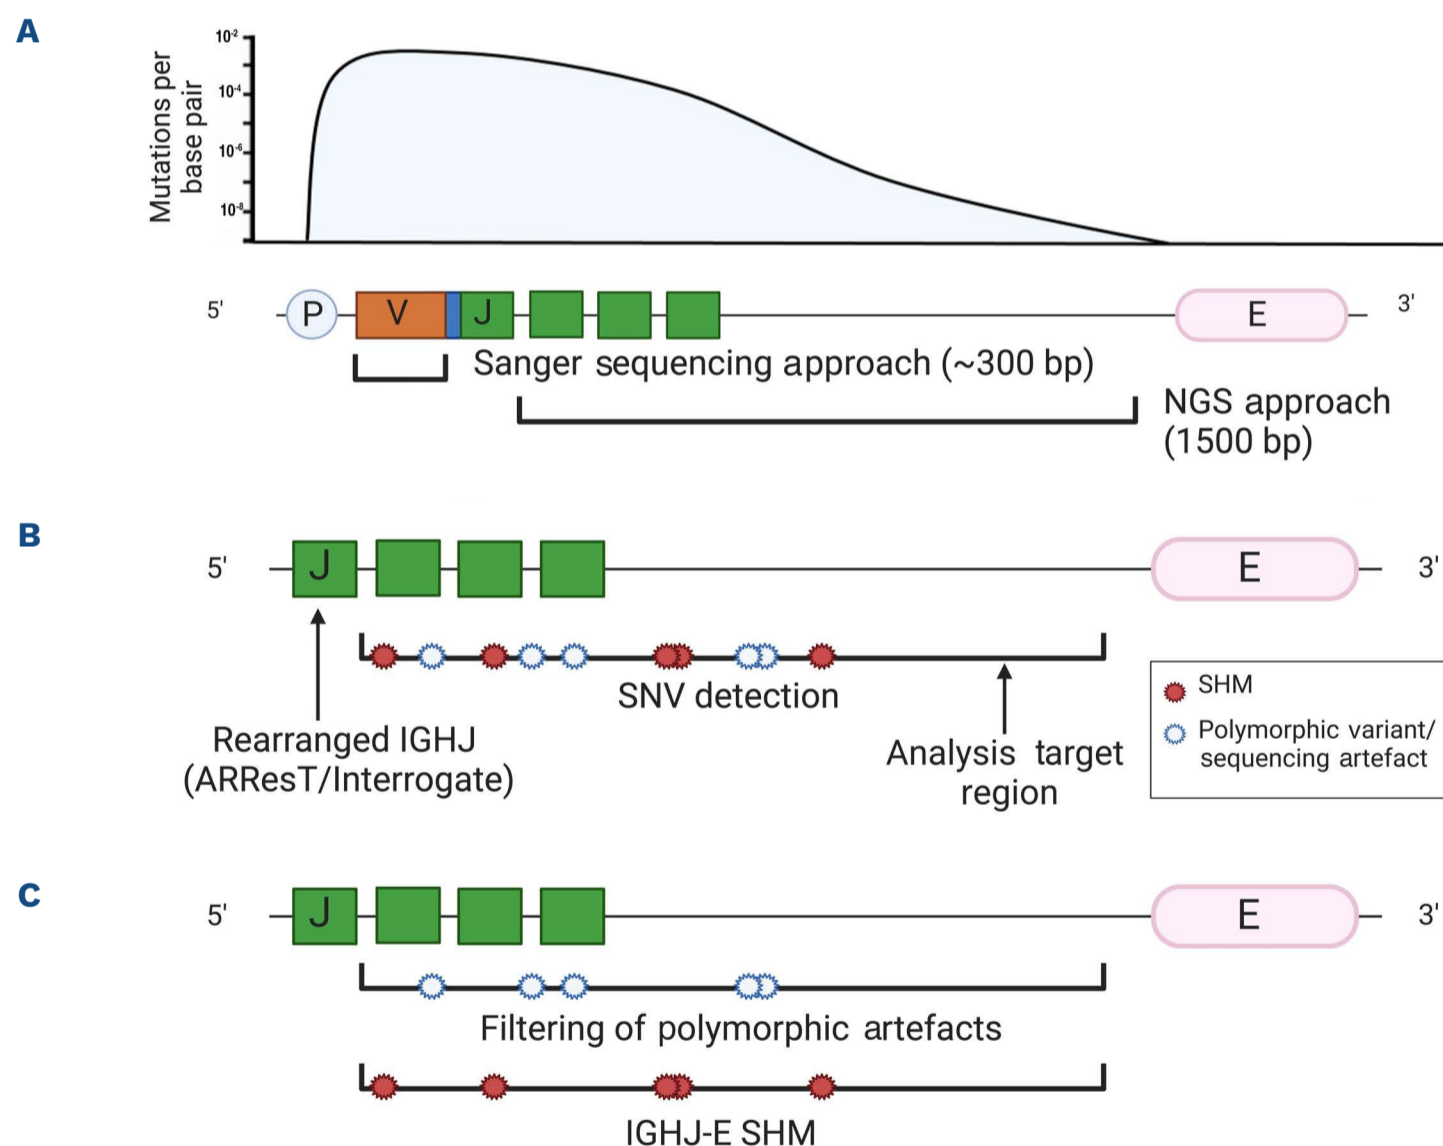 A
Mutations per
base pair
10-2
10-4
10-6
10-8
5'
P
V
J
E
3'
Sanger sequencing approach (~300 bp)
NGS approach
(1500 bp)
B
5'
J
E
3'
SNV detection
Rearranged IGHJ
(ARResT/Interrogate)
Analysis target
region
SHM
Polymorphic variant/
sequencing artefact
C
5'
J
E
3'
Filtering of polymorphic artefacts
IGHJ-E SHM